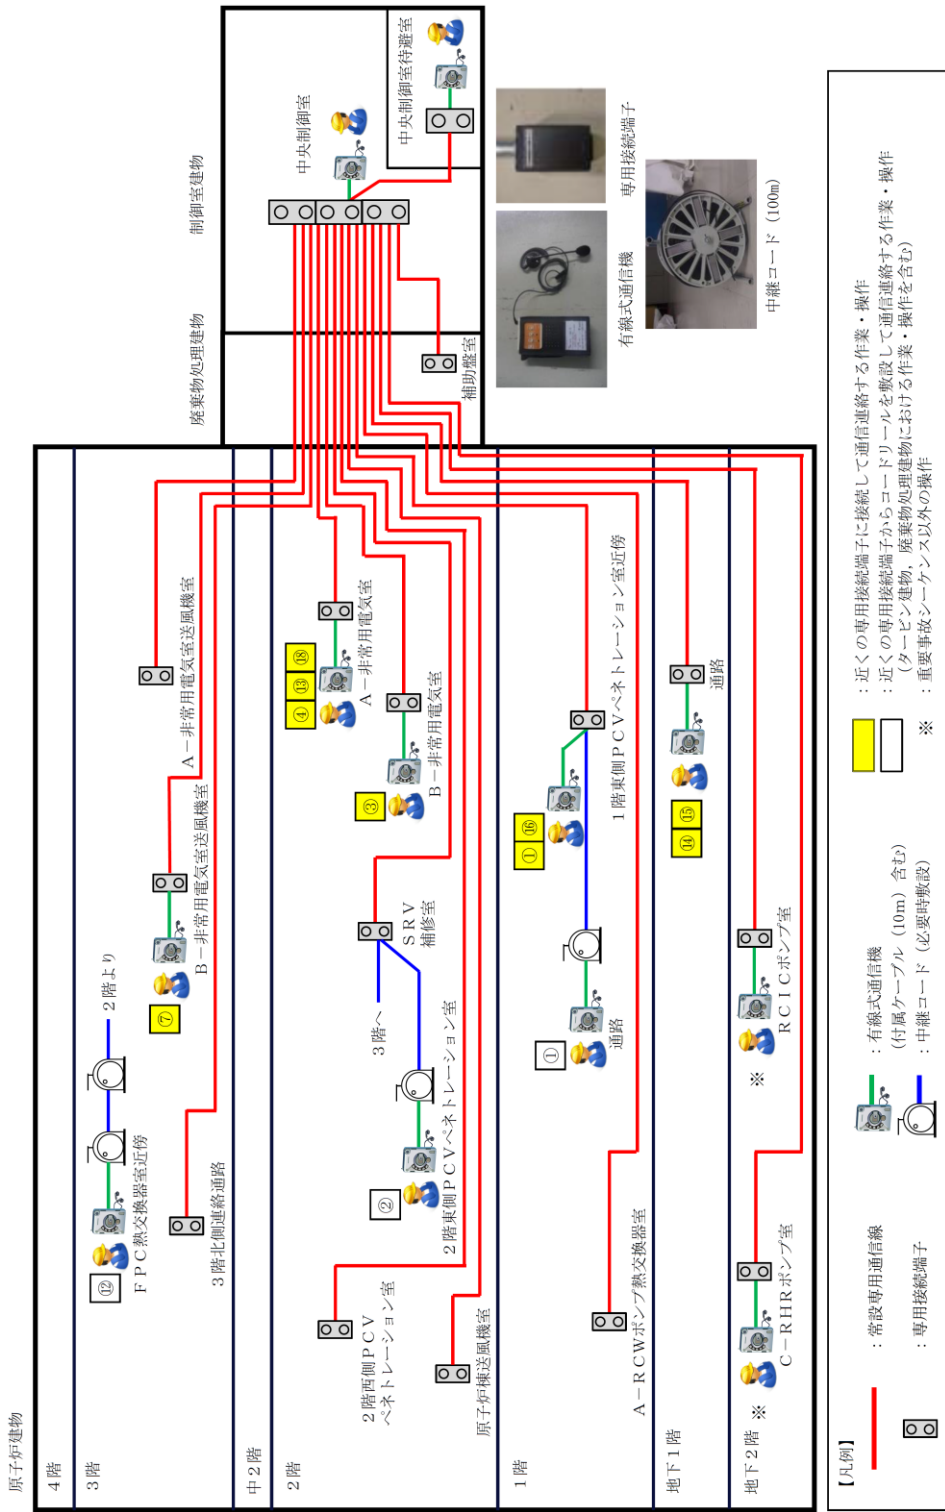 原子炉建物
4階
3階
中2階
2階
1階
地下1階
地下2階
廃棄物処理建物
制御室建物
中央制御室
中央制御室待避室
補助盤室
2階より
⑫
FPC熱交換器室近傍
3階北側連絡通路
⑦
B-非常用電気室送風機室
A-非常用電気室送風機室
④ ⑬ ⑱
A-非常用電気室
③
B-非常用電気室
SRV
補修室
3階へ
②
2階東側PCVペネトレーション室
2階西側PCV
ペネトレーション室
原子炉棟送風機室
① ⑯
1階東側PCVペネトレーション室近傍
①
通路
A-RCWポンプ熱交換器室
⑭ ⑮
通路
※
RCICポンプ室
※
C-RHRポンプ室
有線式通信機
専用接続端子
中継コード(100m)
【凡例】
:常設専用通信線
:専用接続端子
:有線式通信機
(付属ケーブル(10m)含む)
:中継コード(必要時敷設)
:近くの専用接続端子に接続して通信連絡する作業・操作
:近くの専用接続端子からコードリールを敷設して通信連絡する作業・操作
(タービン建物,廃棄物処理建物における作業・操作を含む)
※ :重要事故シーケンス以外の操作